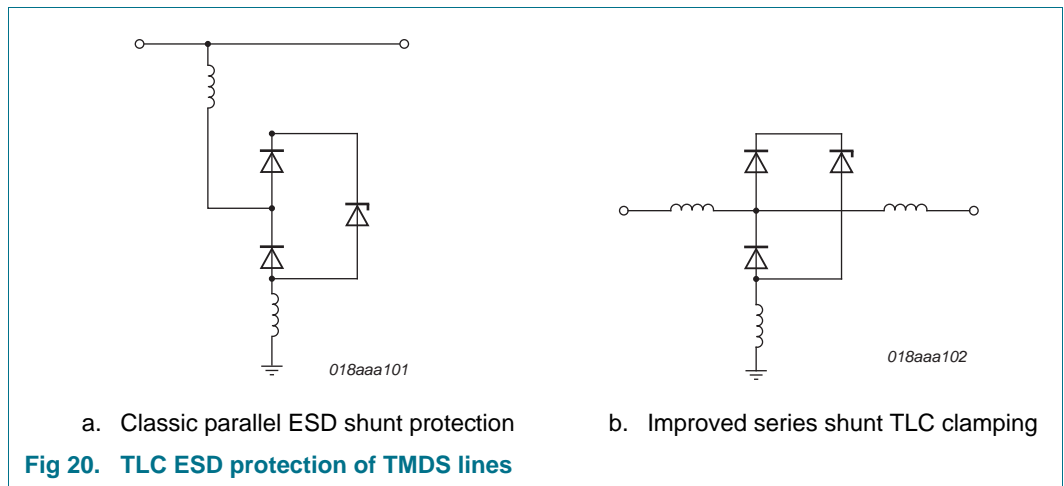 018aaa101
018aaa102
a. Classic parallel ESD shunt protection
b. Improved series shunt TLC clamping
Fig 20. TLC ESD protection of TMDS lines